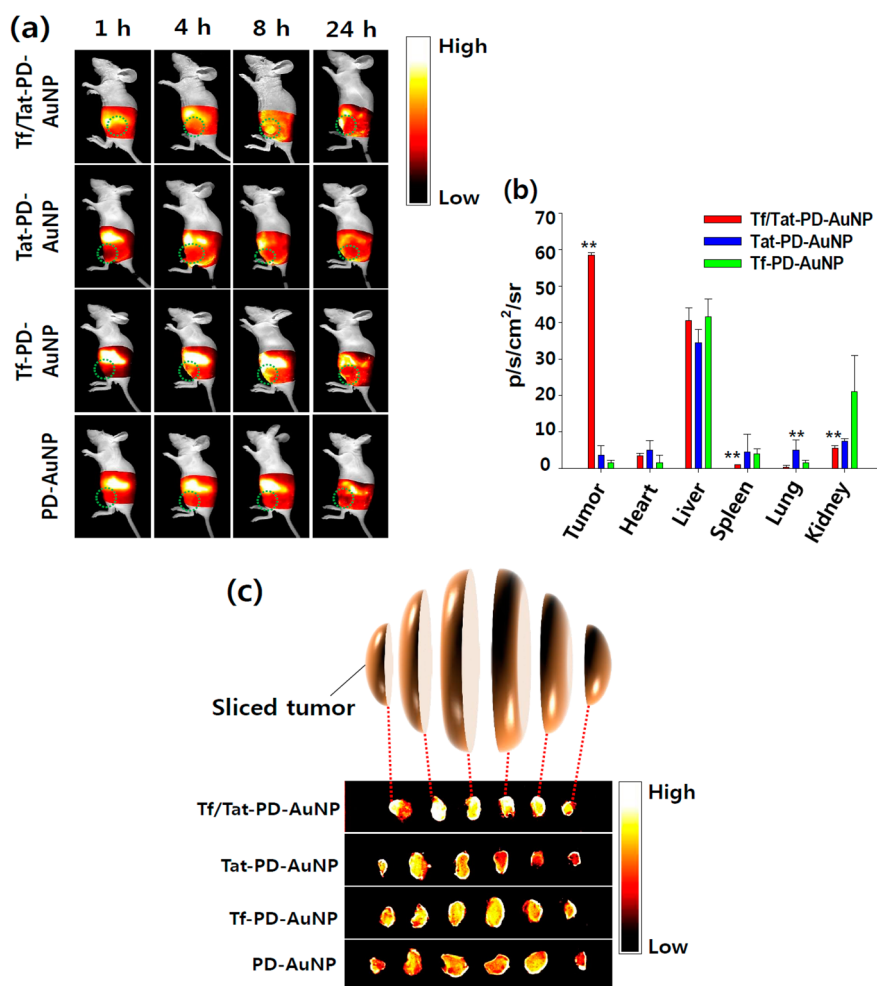 (a)
1 h 4 h 8 h 24 h
Tf/Tat-PD-
AuNP
Tat-PD-
AuNP
Tf-PD-
AuNP
PD-AuNP
High
Low
(b)
Tf/Tat-PD-AuNP
Tat-PD-AuNP
Tf-PD-AuNP
p/s/cm²/sr
70
60
50
40
30
20
10
0
** ** ** **
Tumor Heart Liver Spleen Lung Kidney
(c)
Sliced tumor
Tf/Tat-PD-AuNP
Tat-PD-AuNP
Tf-PD-AuNP
PD-AuNP
High
Low